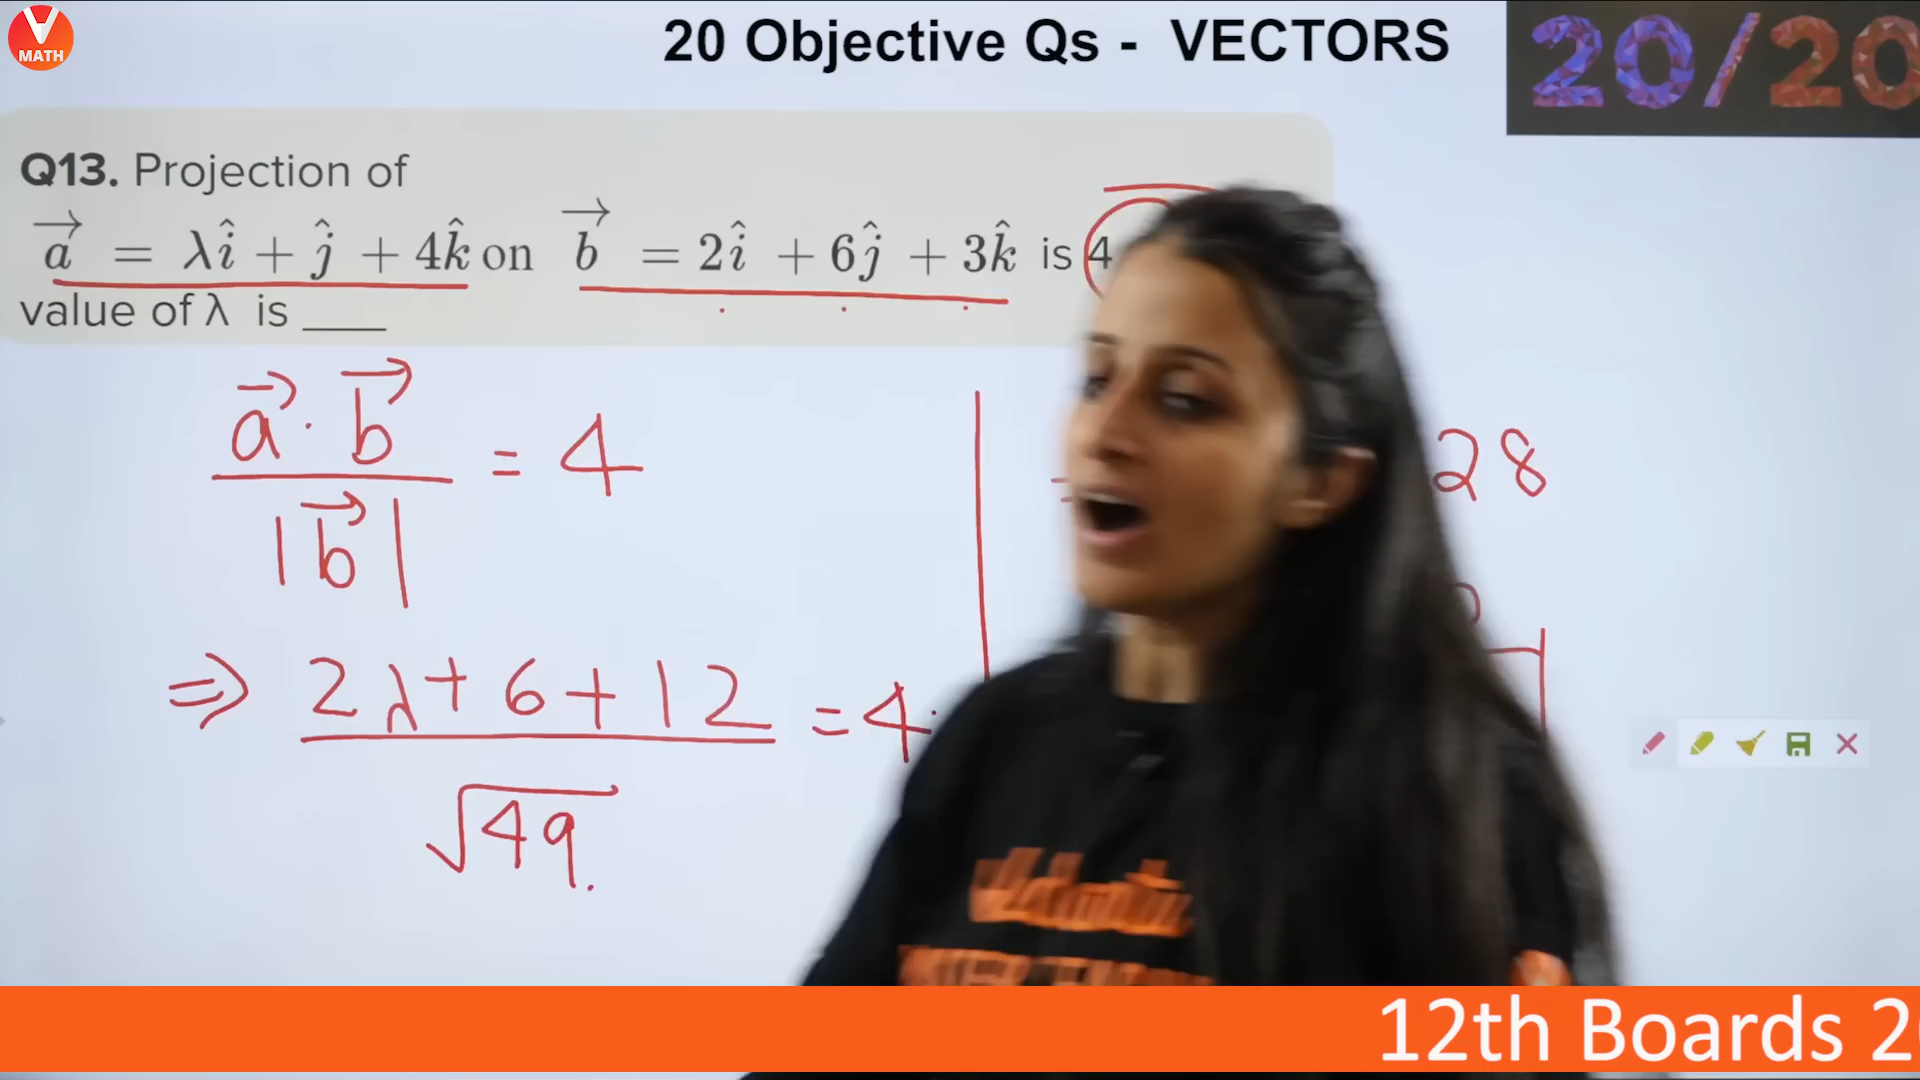 V
MATH
20 Objective Qs - VECTORS
20/20
Q13. Projection of
→a = λî + ĵ + 4k̂ on →b = 2î + 6ĵ + 3k̂ is 4
value of λ is ____
→a · →b / |→b| = 4
⇒ 2λ + 6 + 12 / √49 = 4
28
12th Boards 2